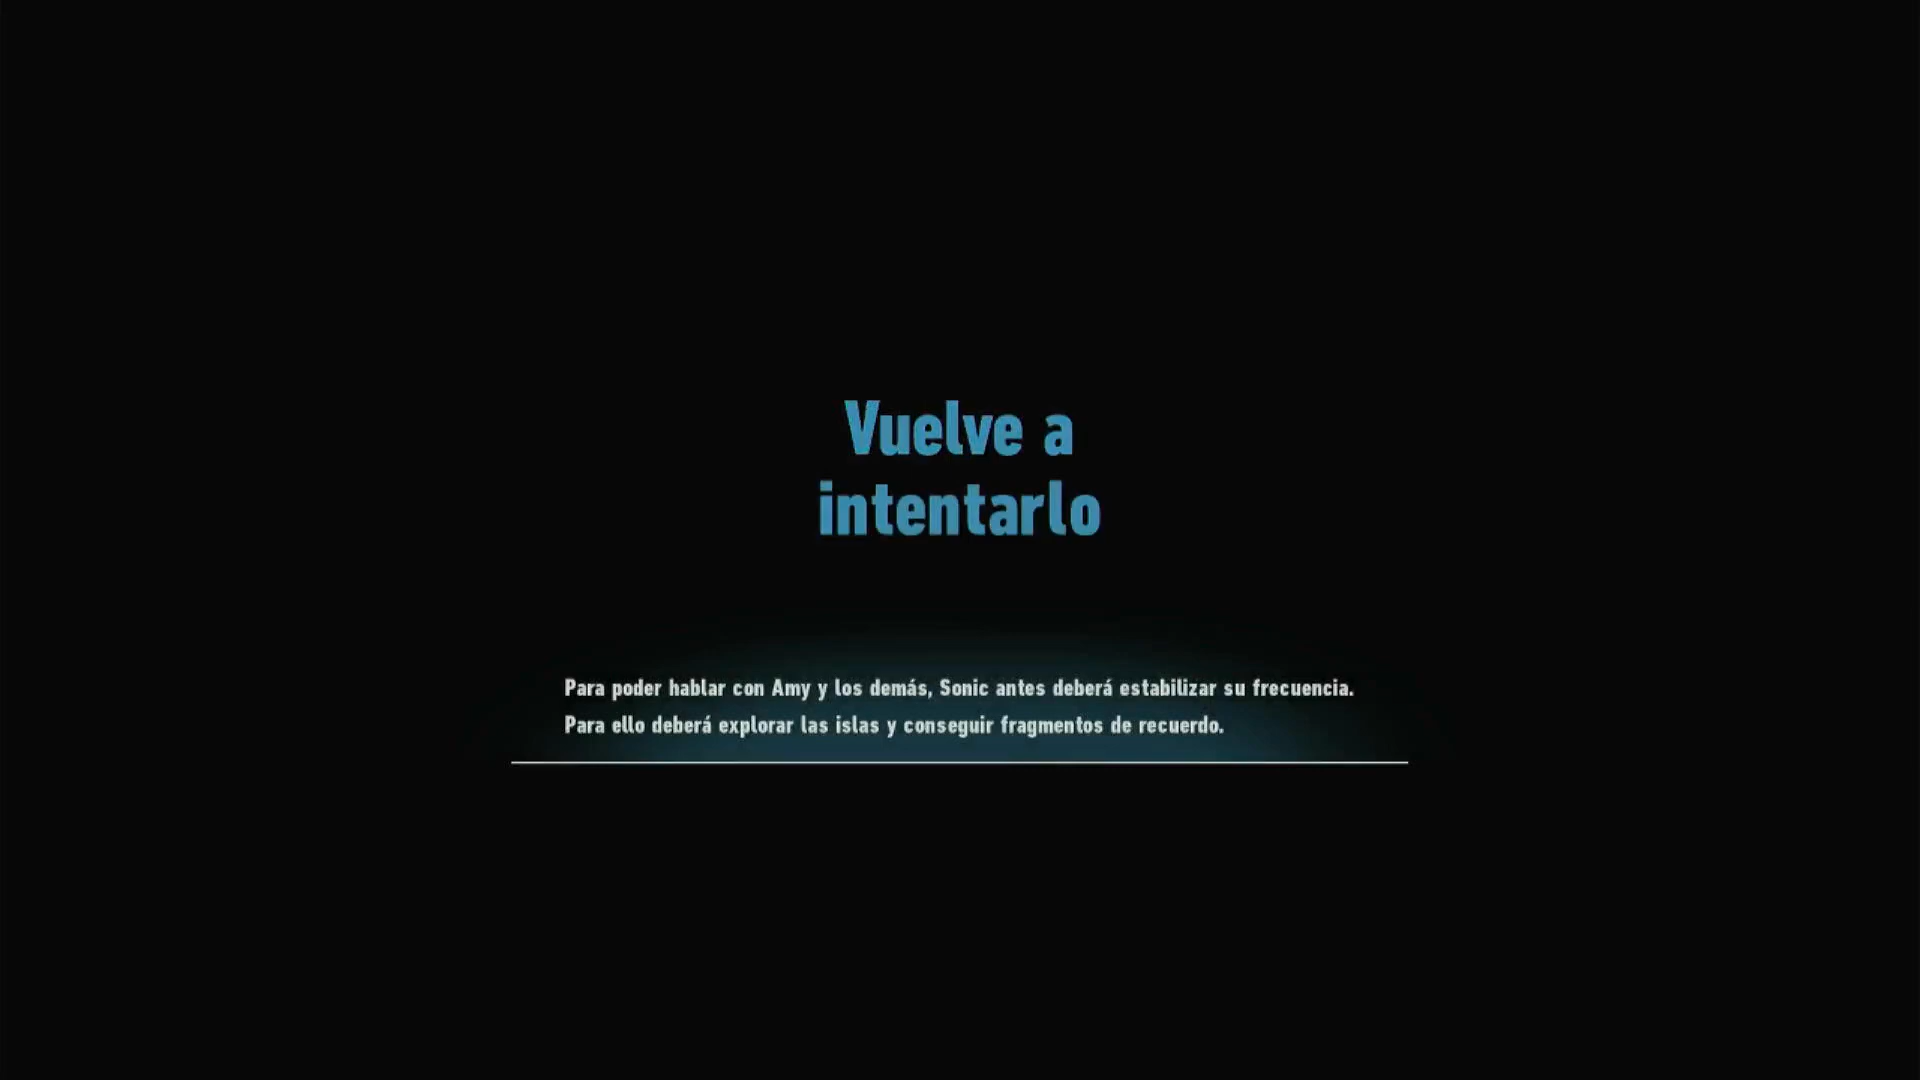 Vuelve a
intentarlo
Para poder hablar con Amy y los demás, Sonic antes deberá estabilizar su frecuencia.
Para ello deberá explorar las islas y conseguir fragmentos de recuerdo.